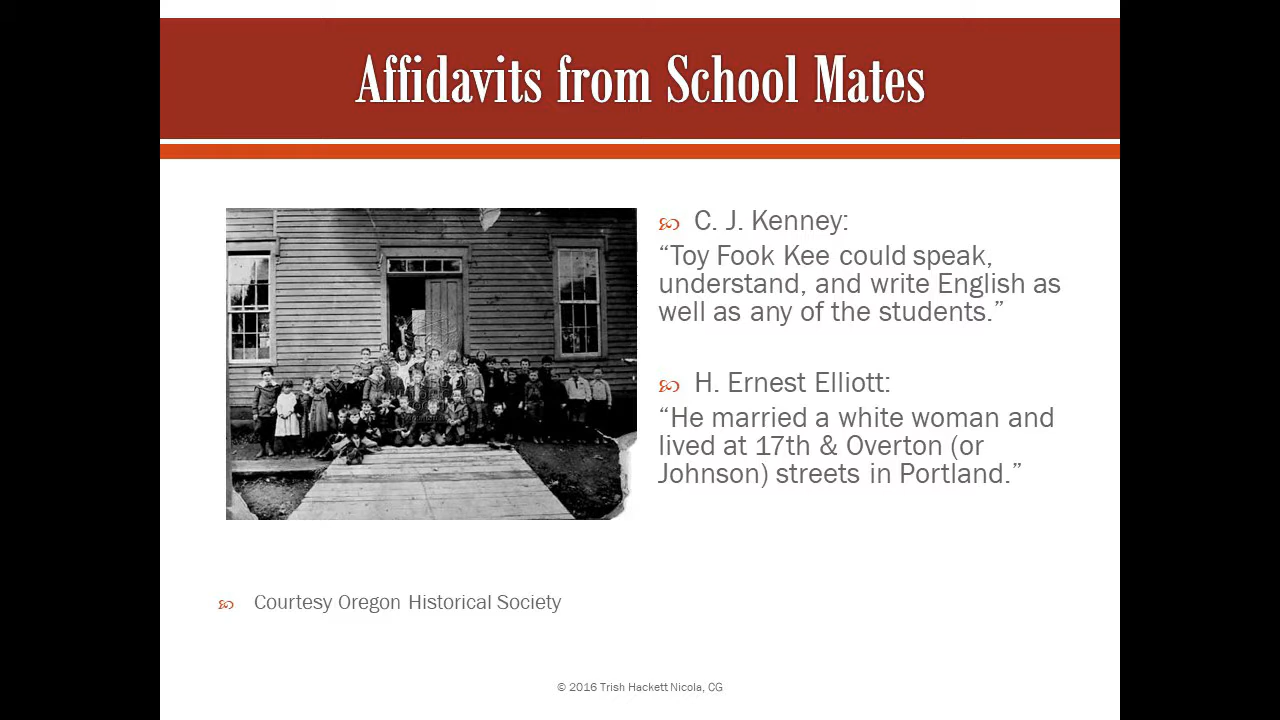 Affidavits from School Mates
C. J. Kenney:
“Toy Fook Kee could speak,
understand, and write English as
well as any of the students.”
H. Ernest Elliott:
“He married a white woman and
lived at 17th & Overton (or
Johnson) streets in Portland.”
Courtesy Oregon Historical Society
© 2016 Trish Hackett Nicola, CG